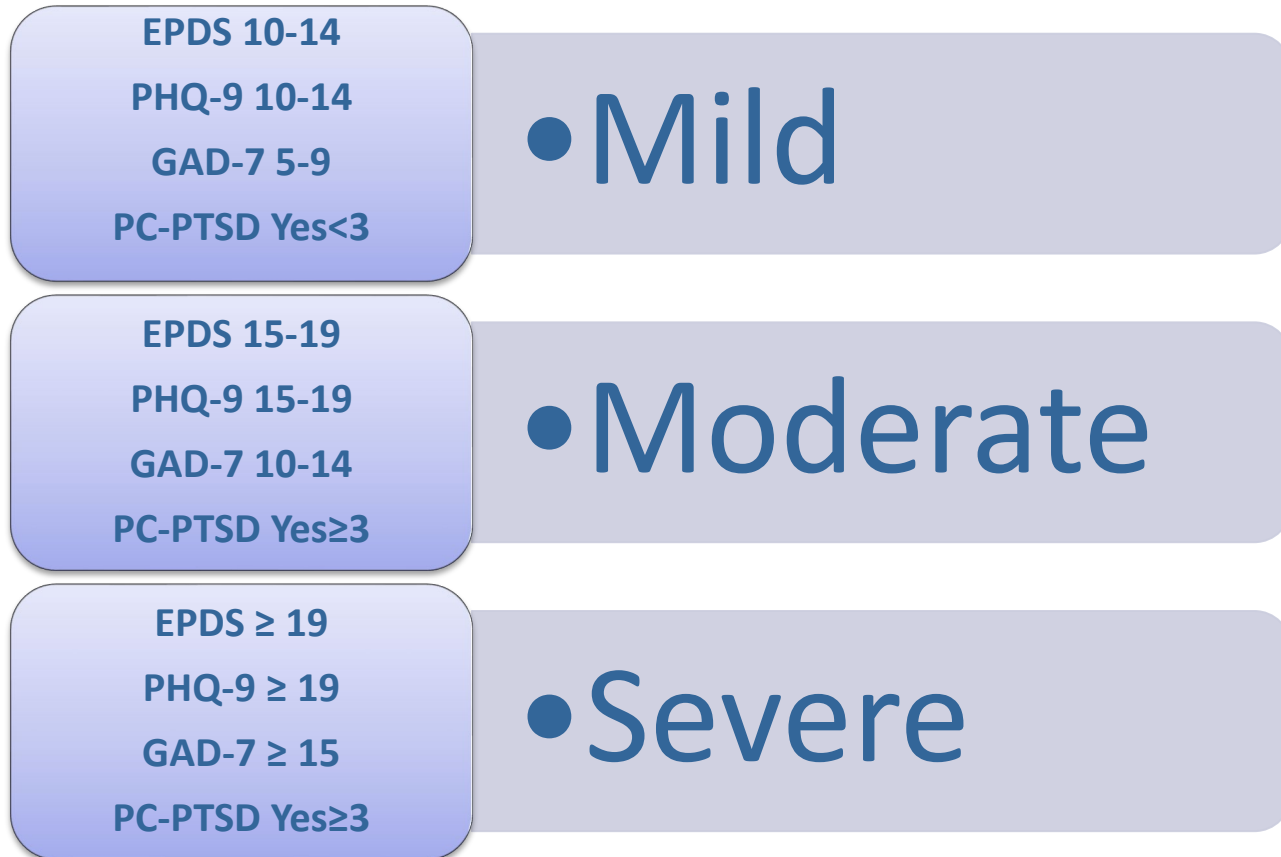 EPDS 10-14
PHQ-9 10-14
GAD-7 5-9
PC-PTSD Yes<3
•Mild
EPDS 15-19
PHQ-9 15-19
GAD-7 10-14
PC-PTSD Yes≥3
•Moderate
EPDS ≥ 19
PHQ-9 ≥ 19
GAD-7 ≥ 15
PC-PTSD Yes≥3
•Severe